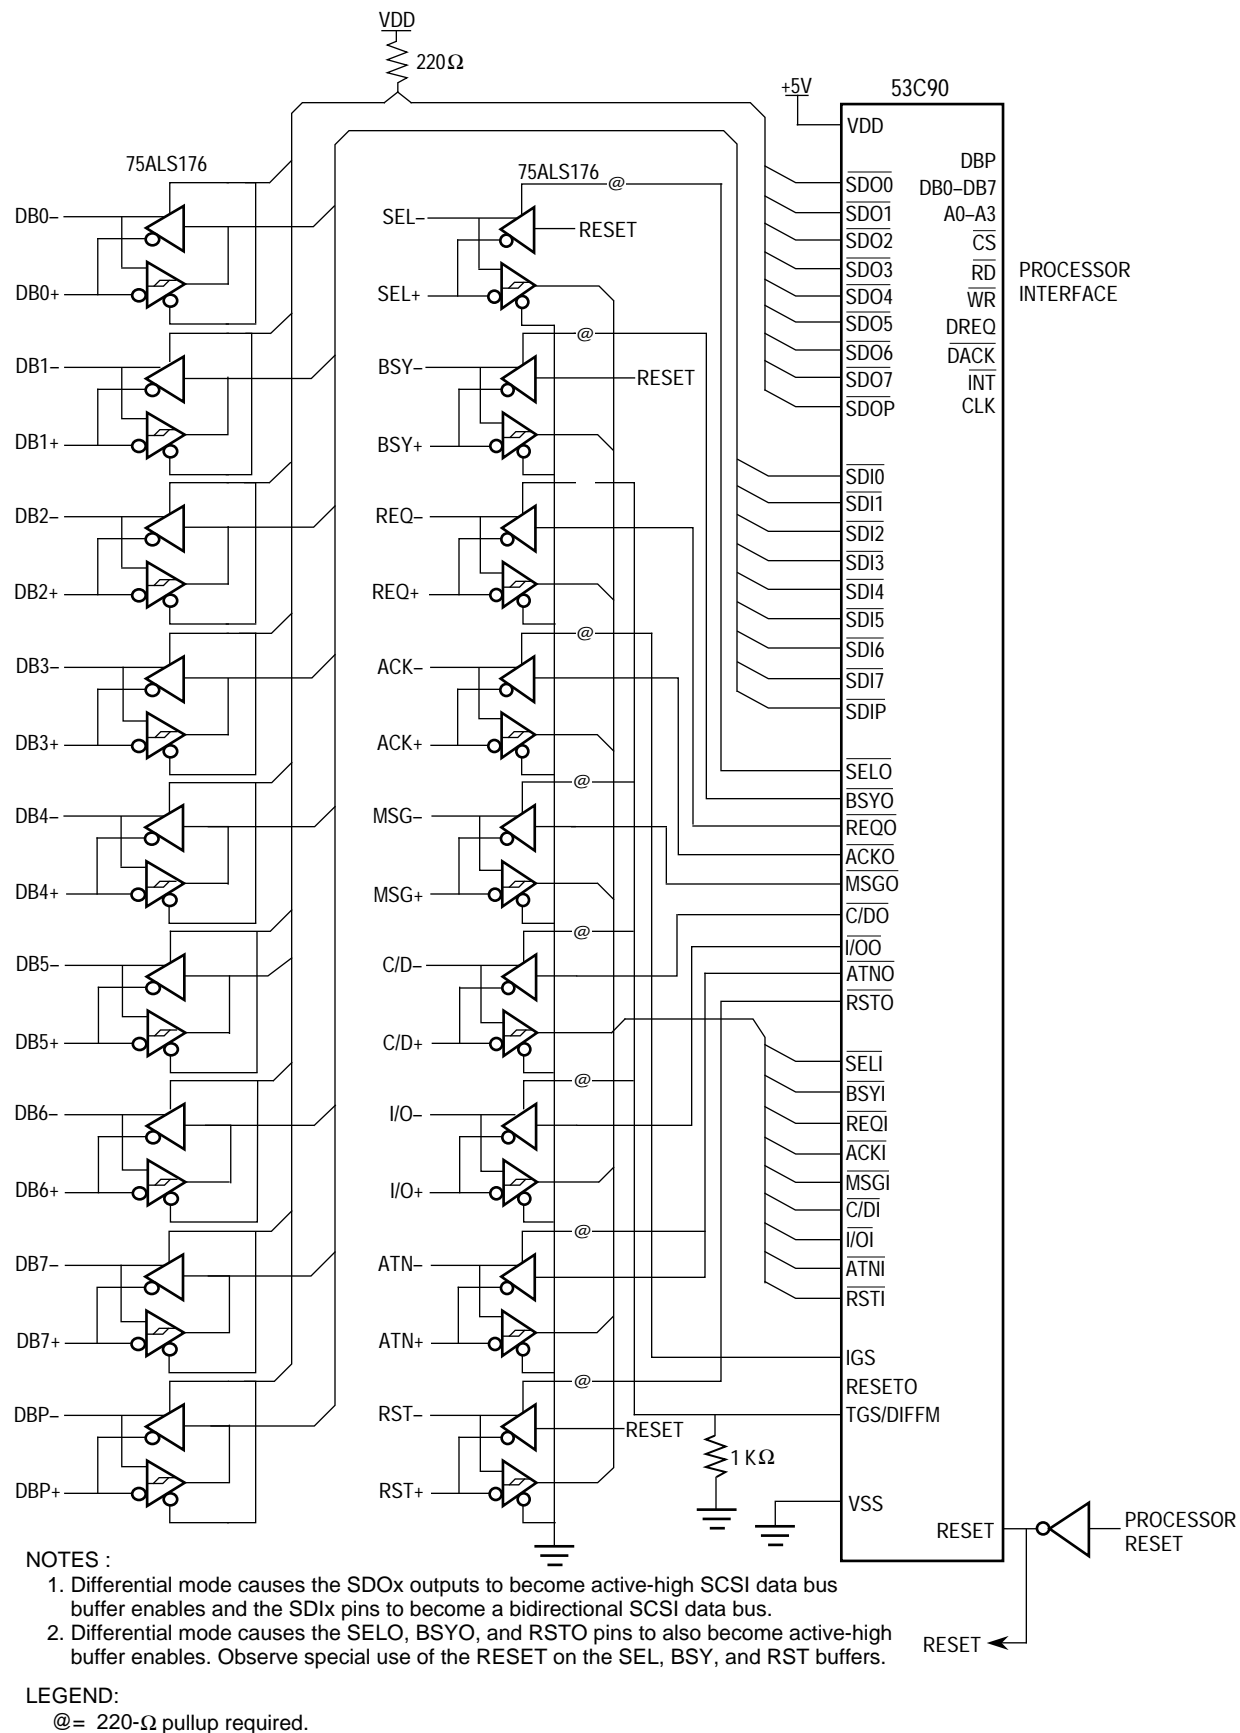 VDD
220Ω
+5V
53C90
VDD
75ALS176
75ALS176
@
DBP
SDO0
DB0–DB7
DB0–
SEL–
RESET
SDO1
A0–A3
SDO2
CS
SDO3
RD
PROCESSOR
INTERFACE
DB0+
SEL+
SDO4
WR
SDO5
DREQ
@
SDO6
DACK
DB1–
BSY–
RESET
SDO7
INT
SDOP
CLK
DB1+
BSY+
SDI0
SDI1
DB2–
REQ–
SDI2
SDI3
DB2+
REQ+
SDI4
SDI5
@
SDI6
DB3–
ACK–
SDI7
SDIP
DB3+
ACK+
SELO
@
BSYO
DB4–
MSG–
REQO
ACKO
DB4+
MSG+
MSGO
C/DO
@
I/OO
DB5–
C/D–
ATNO
RSTO
DB5+
C/D+
SELI
@
BSYI
DB6–
I/O–
REQI
ACKI
DB6+
I/O+
MSGI
C/DI
@
I/OI
DB7–
ATN–
ATNI
RSTI
DB7+
ATN+
IGS
@
RESETO
DBP–
RST–
RESET
TGS/DIFFM
1 KΩ
DBP+
RST+
VSS
RESET
PROCESSOR
RESET
NOTES :
1. Differential mode causes the SDOx outputs to become active-high SCSI data bus
buffer enables and the SDIx pins to become a bidirectional SCSI data bus.
2. Differential mode causes the SELO, BSYO, and RSTO pins to also become active-high
buffer enables. Observe special use of the RESET on the SEL, BSY, and RST buffers.
RESET
LEGEND:
@= 220-Ω pullup required.